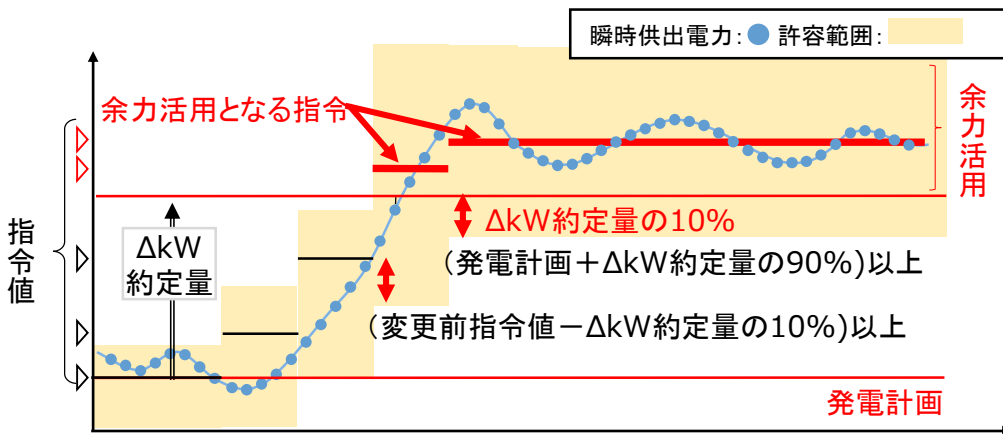 瞬時供出電力： 許容範囲：
余力活用となる指令
余力活用
指令値
ΔkW
約定量
ΔkW約定量の10%
(発電計画＋ΔkW約定量の90%)以上
(変更前指令値－ΔkW約定量の10%)以上
発電計画